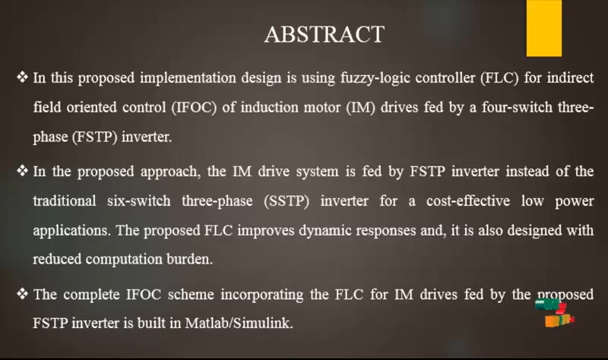 ABSTRACT
❖ In this proposed implementation design is using fuzzy-logic controller (FLC) for indirect
field oriented control (IFOC) of induction motor (IM) drives fed by a four-switch three-
phase (FSTP) inverter.
❖ In the proposed approach, the IM drive system is fed by FSTP inverter instead of the
traditional six-switch three-phase (SSTP) inverter for a cost-effective low power
applications. The proposed FLC improves dynamic responses and, it is also designed with
reduced computation burden.
❖ The complete IFOC scheme incorporating the FLC for IM drives fed by the proposed
FSTP inverter is built in Matlab/Simulink.